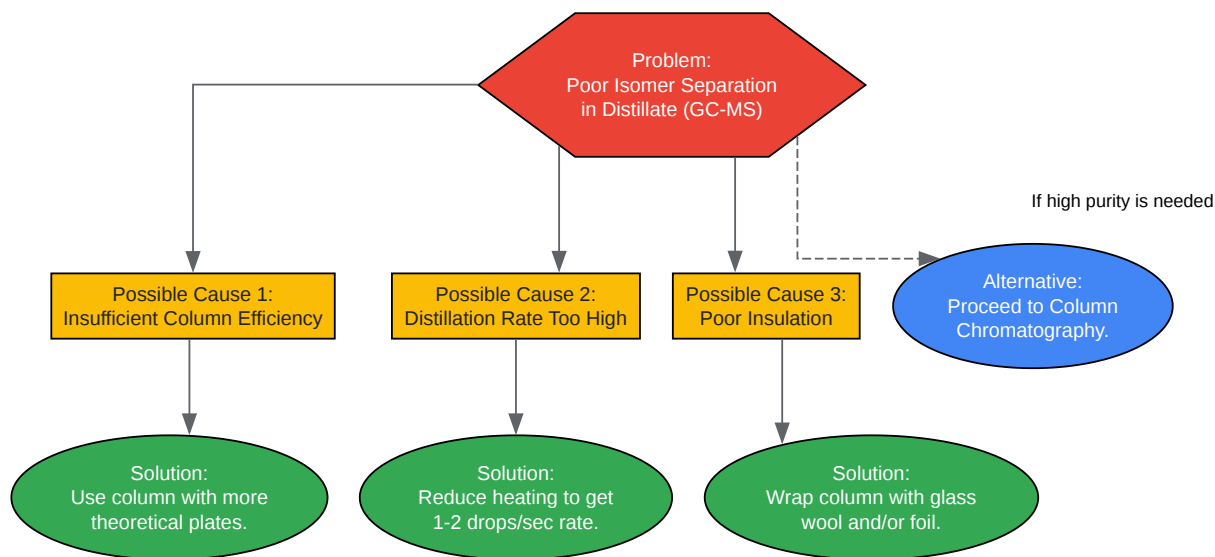 Problem:
Poor Isomer Separation
in Distillate (GC-MS)
If high purity is needed
Possible Cause 1:
Insufficient Column Efficiency
Possible Cause 2:
Distillation Rate Too High
Possible Cause 3:
Poor Insulation
Alternative:
Proceed to Column
Chromatography.
Solution:
Use column with more
theoretical plates.
Solution:
Reduce heating to get
1-2 drops/sec rate.
Solution:
Wrap column with glass
wool and/or foil.